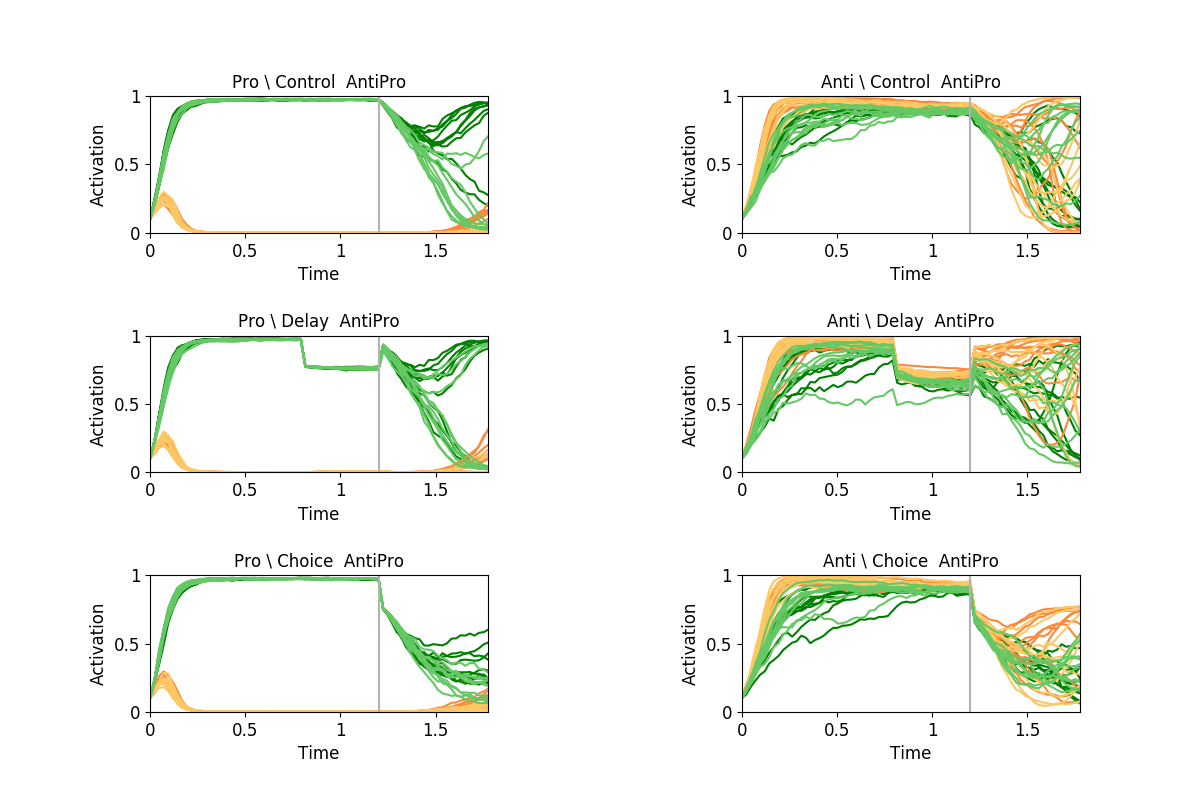 Pro \ Control  AntiPro
1
0.5
0
Activation
0
0.5
1
1.5
Time
Anti \ Control  AntiPro
1
0.5
0
Activation
0
0.5
1
1.5
Time
Pro \ Delay  AntiPro
1
0.5
0
Activation
0
0.5
1
1.5
Time
Anti \ Delay  AntiPro
1
0.5
0
Activation
0
0.5
1
1.5
Time
Pro \ Choice  AntiPro
1
0.5
0
Activation
0
0.5
1
1.5
Time
Anti \ Choice  AntiPro
1
0.5
0
Activation
0
0.5
1
1.5
Time